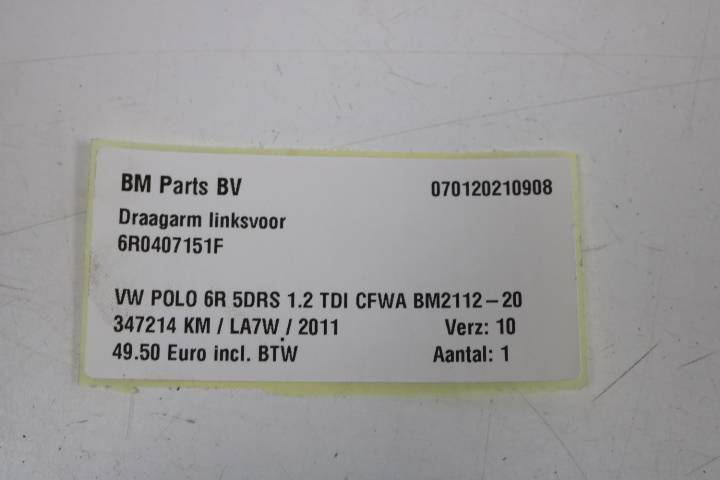 BM Parts BV 070120210908
Draagarm linksvoor
6R0407151F
VW POLO 6R 5DRS 1.2 TDI CFWA BM2112-20
347214 KM / LA7W / 2011 Verz: 10
49.50 Euro incl. BTW Aantal: 1